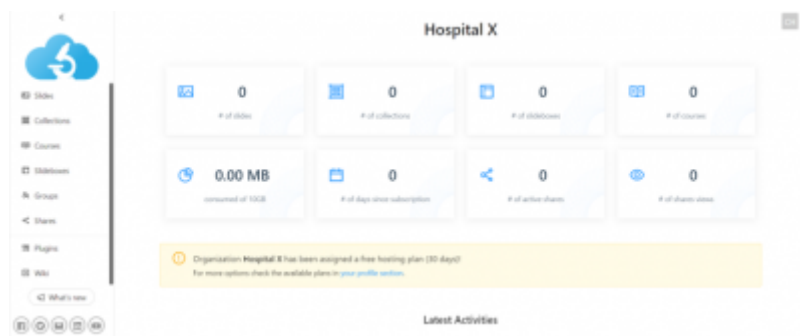 Hospital X
Slides
Collections
Courses
Slideboxes
Groups
Shares
Plugins
Wiki
What's new
0
# of slides
0
# of collections
0
# of slideboxes
0
# of courses
0.00 MB
consumed of 10GB
0
# of days since subscription
0
# of active shares
0
# of shares views
Organization Hospital X has been assigned a free hosting plan (30 days)!
For more options check the available plans in your profile section.
Latest Activities